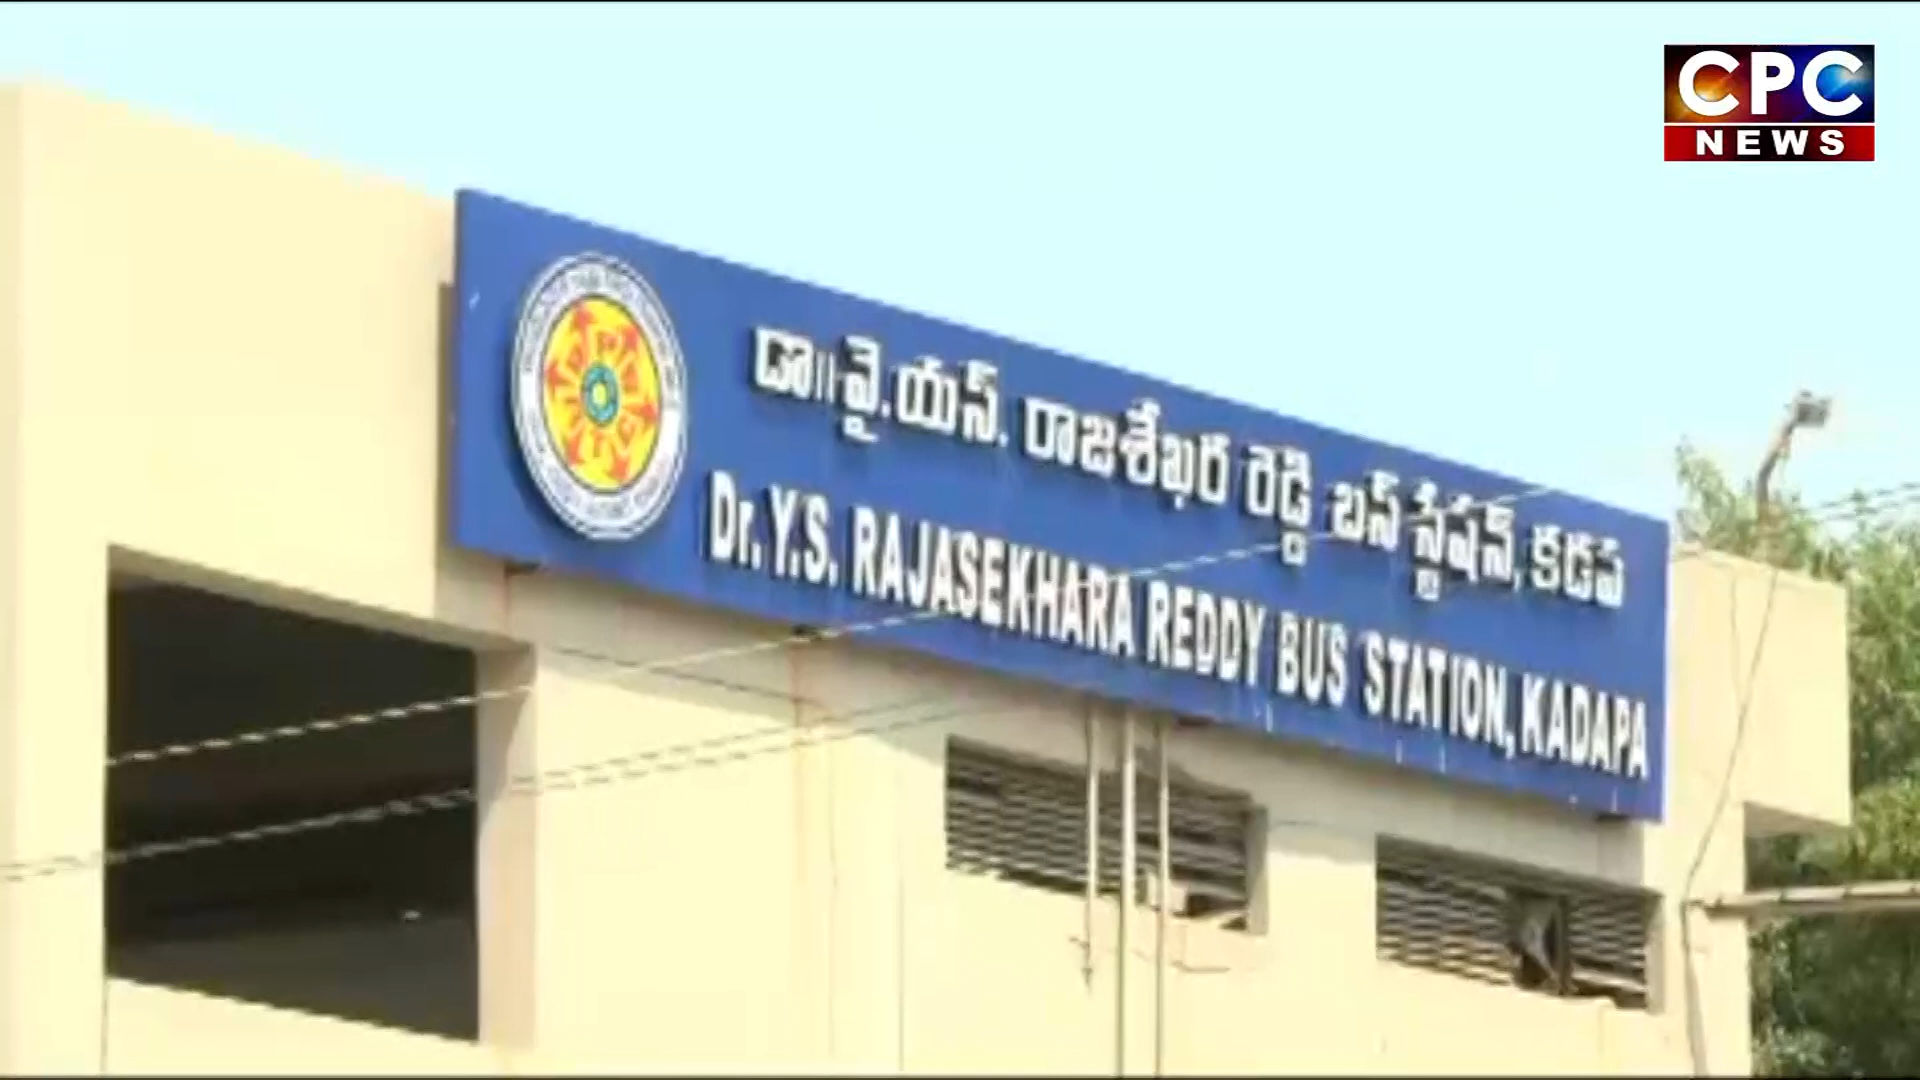 CPC
NEWS
డా॥వై.యస్. రాజశేఖర రెడ్డి బస్ స్టేషన్, కడప
Dr. Y.S. RAJASEKHARA REDDY BUS STATION, KADAPA